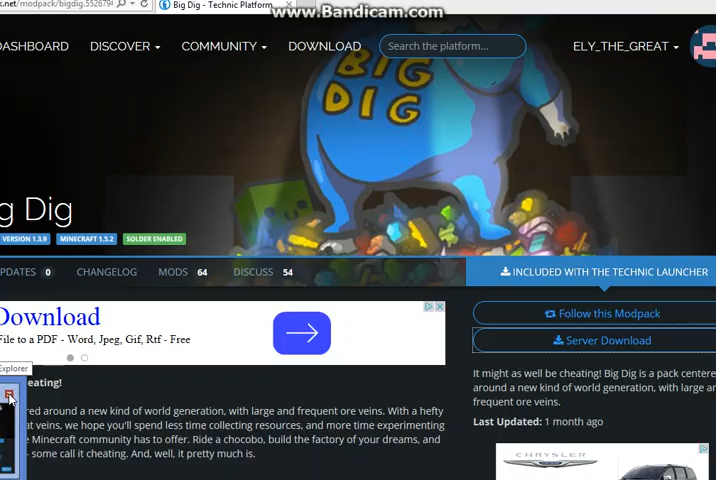 www.Bandicam.com
.net/modpack/bigdig.55267
Big Dig - Technic Platform
DASHBOARD DISCOVER COMMUNITY DOWNLOAD Search the platform... ELY_THE_GREAT
BIG
DIG
g Dig
VERSION 1.3.9 MINECRAFT 1.5.2 SOLDER ENABLED
PDATES 0 CHANGELOG MODS 64 DISCUSS 54 INCLUDED WITH THE TECHNIC LAUNCHER
Download
File to a PDF - Word, Jpeg, Gif, Rtf - Free
Follow this Modpack
Server Download
Explorer
eating!
It might as well be cheating! Big Dig is a pack centere
around a new kind of world generation, with large and
frequent ore veins.
Last Updated: 1 month ago
red around a new kind of world generation, with large and frequent ore veins. With a hefty
at veins, we hope you'll spend less time collecting resources, and more time experimenting
e Minecraft community has to offer. Ride a chocobo, build the factory of your dreams, and
- some call it cheating. And, well, it pretty much is.
CHRYSLER